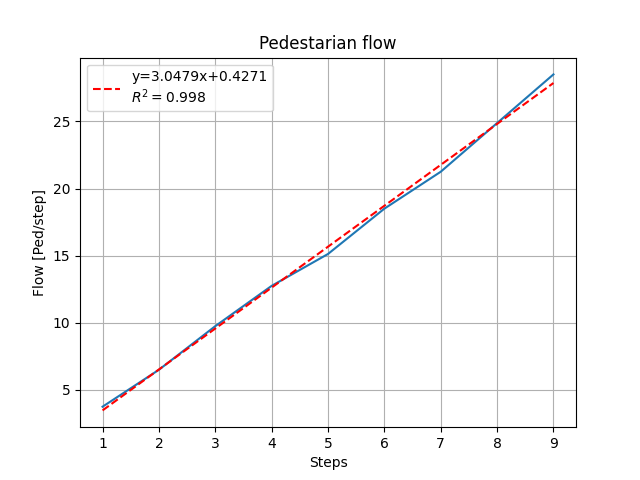 Pedestarian flow
y=3.0479x+0.4271
R² = 0.998
Flow [Ped/step]
25
20
15
10
5
1 2 3 4 5 6 7 8 9
Steps